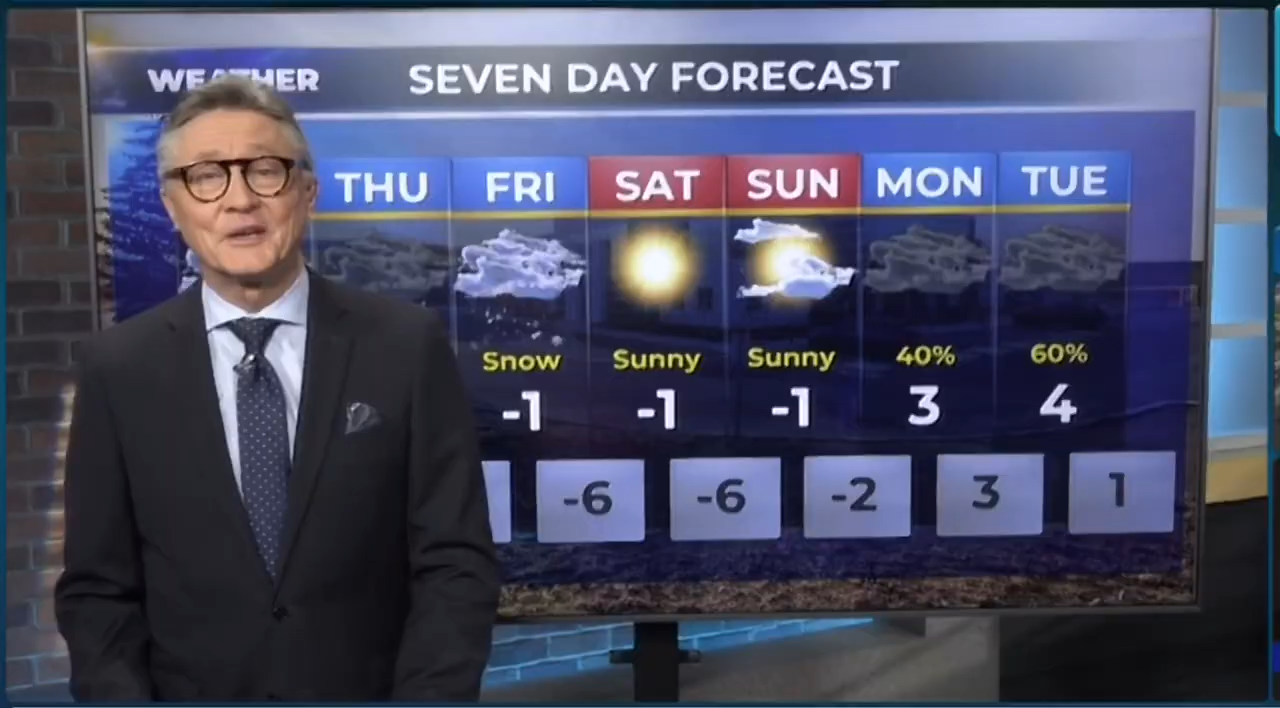 WEATHER SEVEN DAY FORECAST
THU FRI SAT SUN MON TUE
Snow Sunny Sunny 40% 60%
-1 -1 -1 3 4
-6 -6 -2 3 1